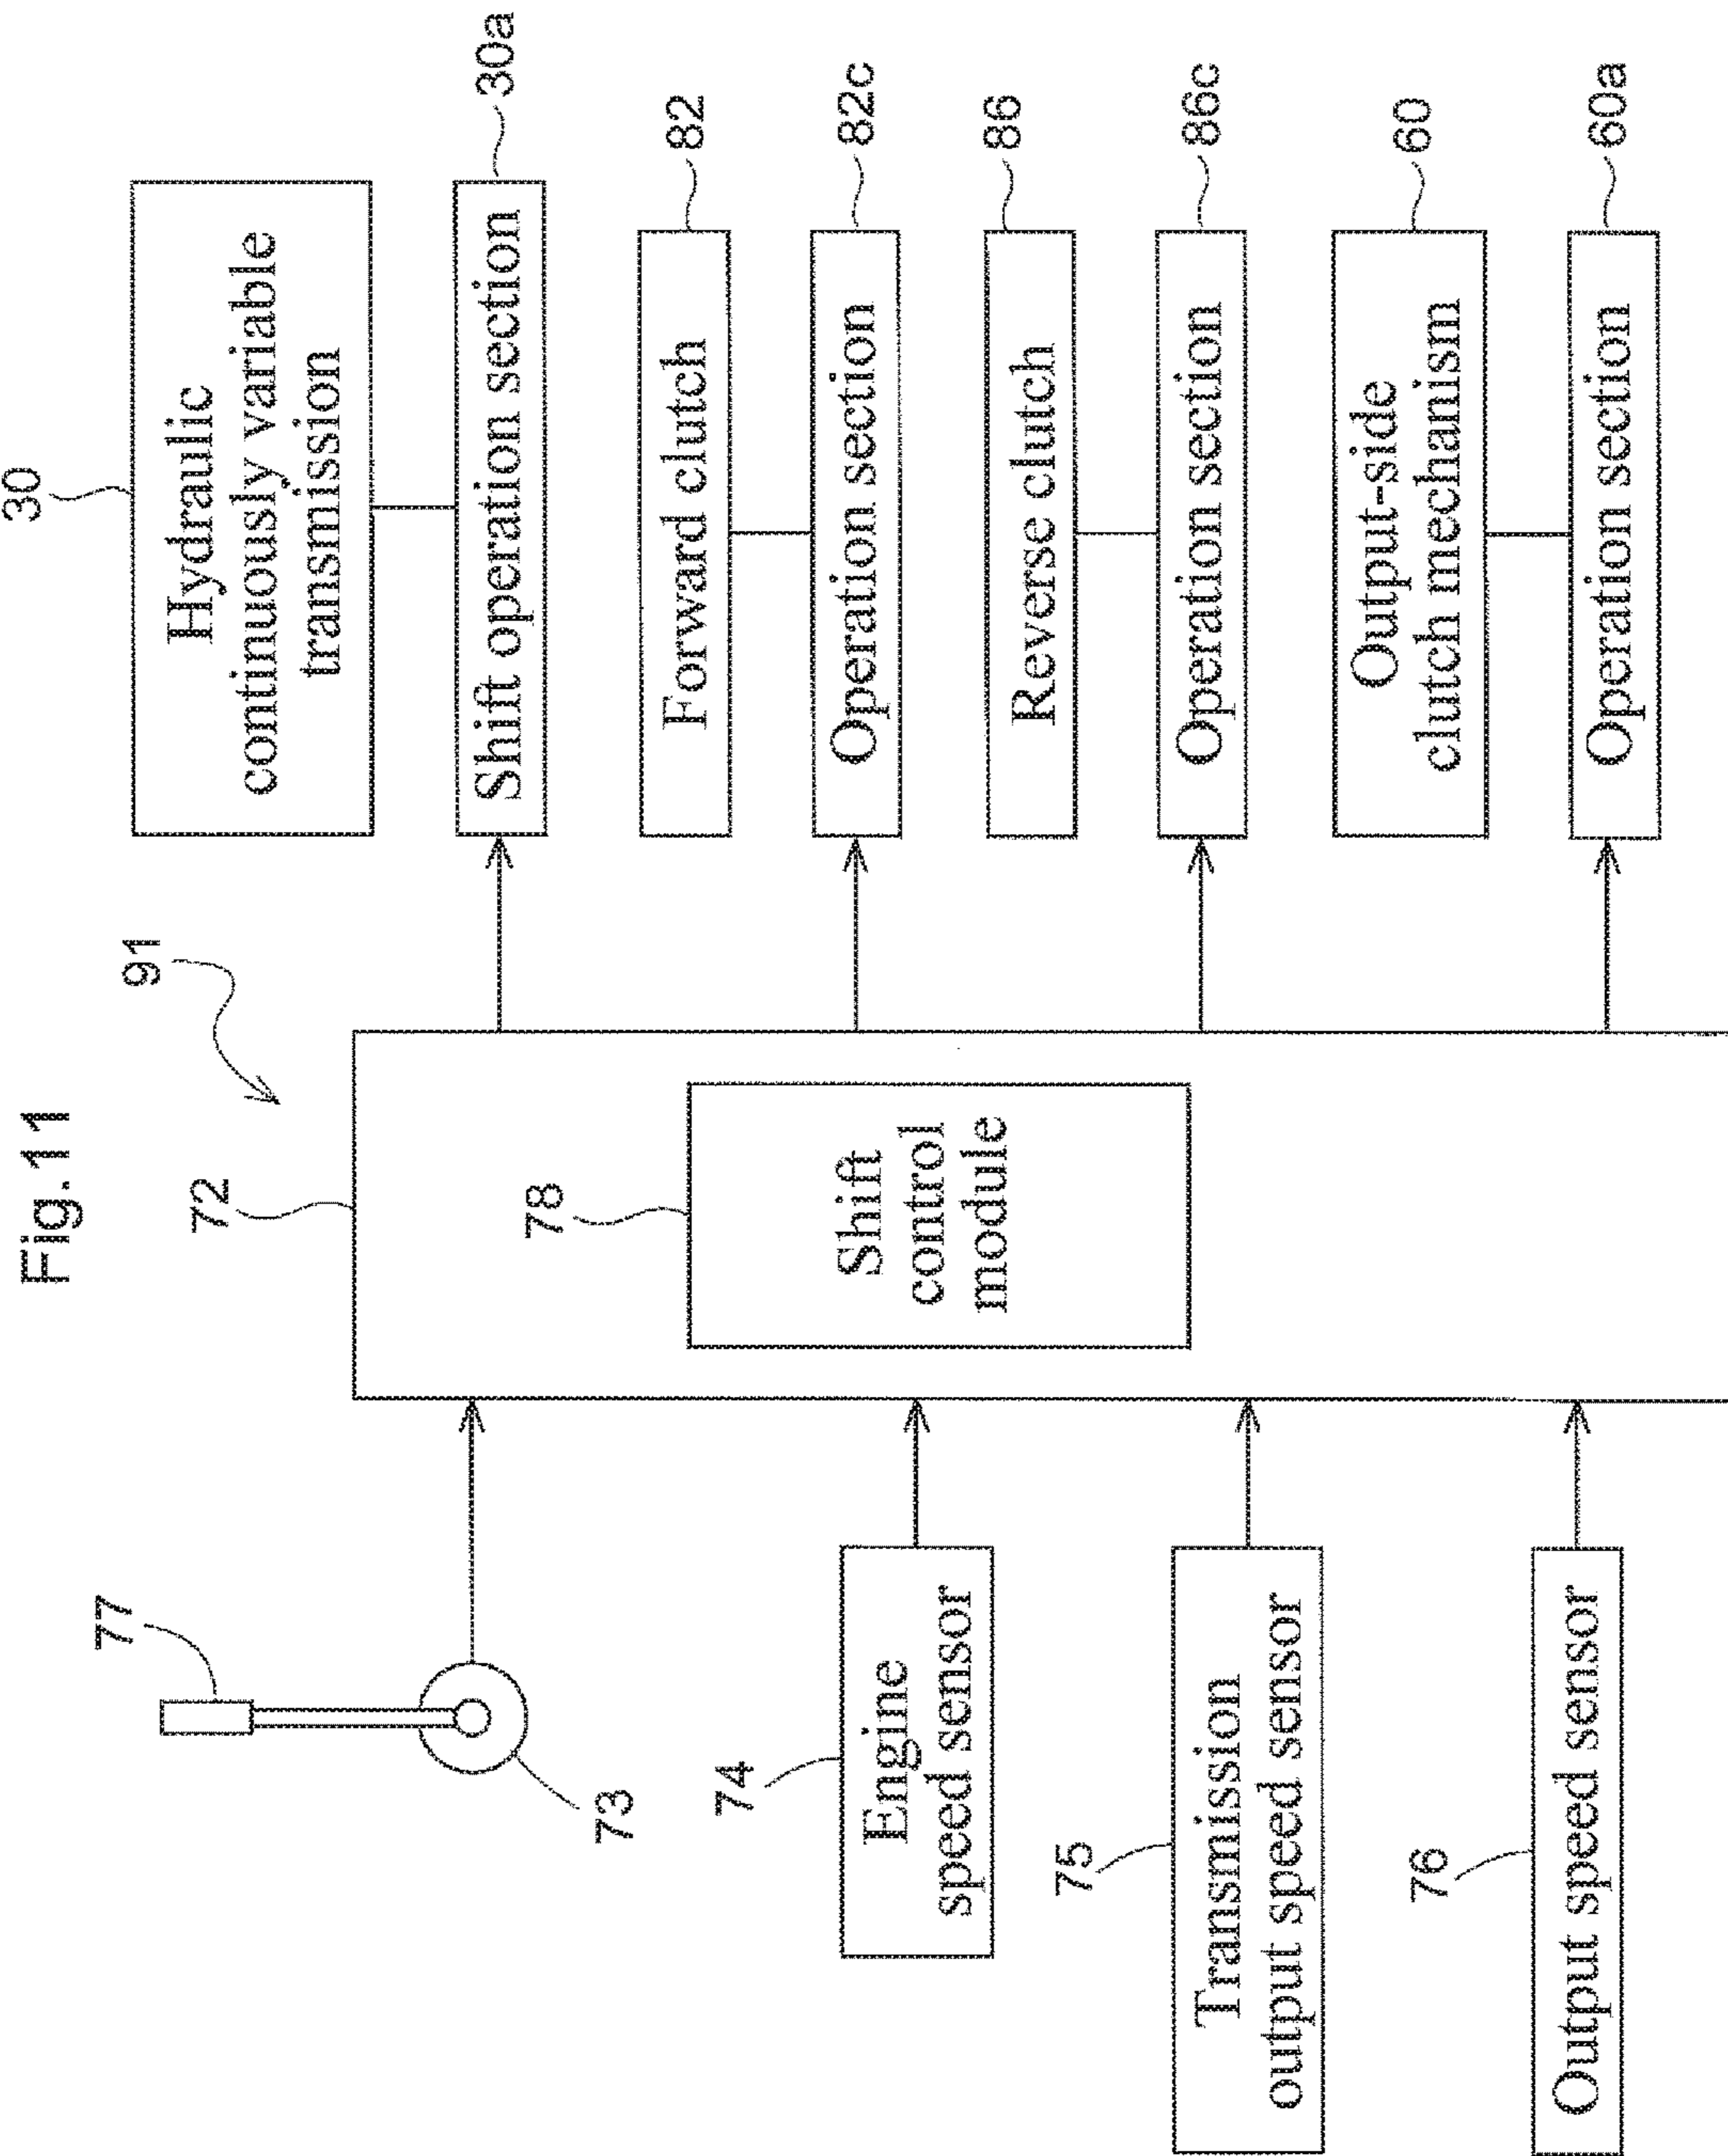 Fig.11
91
72
78
Shift
control
module
77
73
74
Engine
speed sensor
75
Transmission
output speed sensor
76
Output speed sensor
30
Hydraulic
continuously variable
transmission
Shift operation section
30a
Forward clutch
82
Operation section
82c
Reverse clutch
86
Operation section
86c
Output-side
clutch mechanism
60
Operation section
60a